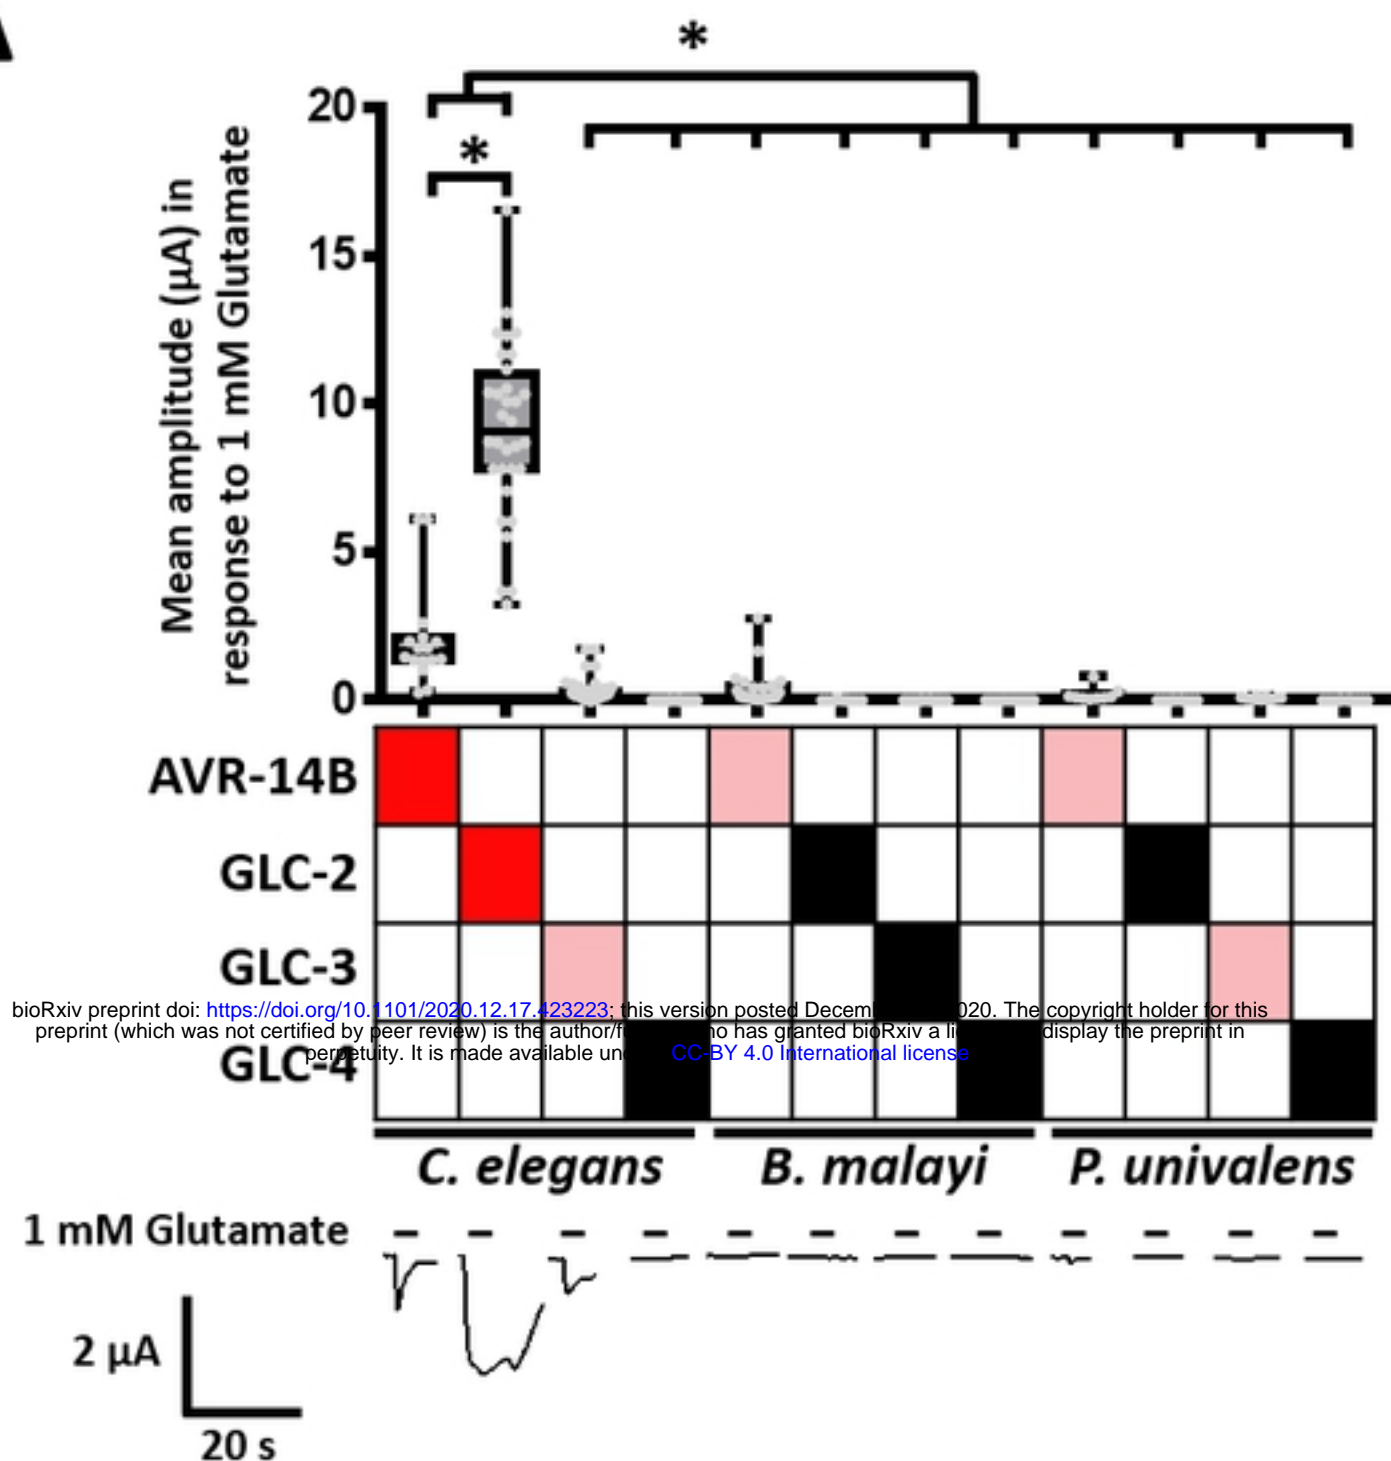 A
*
20
*
15
10
5
0
Mean amplitude (µA) in
response to 1 mM Glutamate
AVR-14B
GLC-2
GLC-3
bioRxiv preprint doi: https://doi.org/10.1101/2020.12.17.423223; this version posted Decem 020. The copyright holder for this
preprint (which was not certified by peer review) is the author/f no has granted bioRxiv a li display the preprint in
perpetuity. It is made available un CC-BY 4.0 International license
GLC-4
C. elegans B. malayi P. univalens
1 mM Glutamate
2 µA
20 s